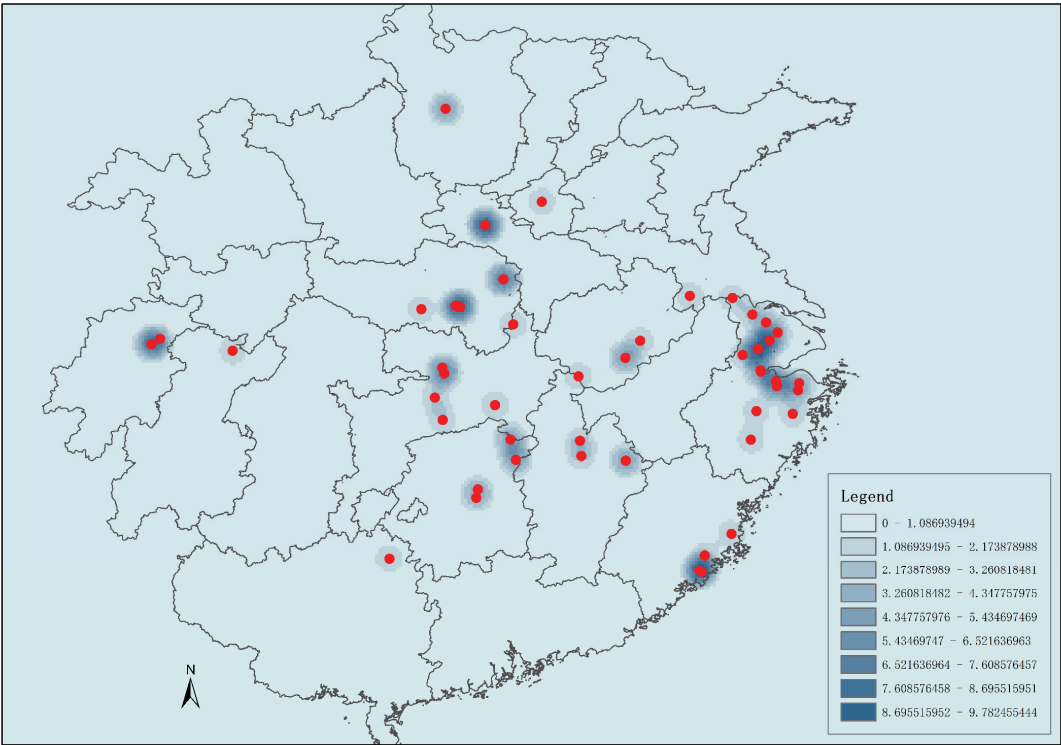 N
Legend
0 - 1.086939494
1.086939495 - 2.173878988
2.173878989 - 3.260818481
3.260818482 - 4.347757975
4.347757976 - 5.434697469
5.43469747 - 6.521636963
6.521636964 - 7.608576457
7.608576458 - 8.695515951
8.695515952 - 9.782455444